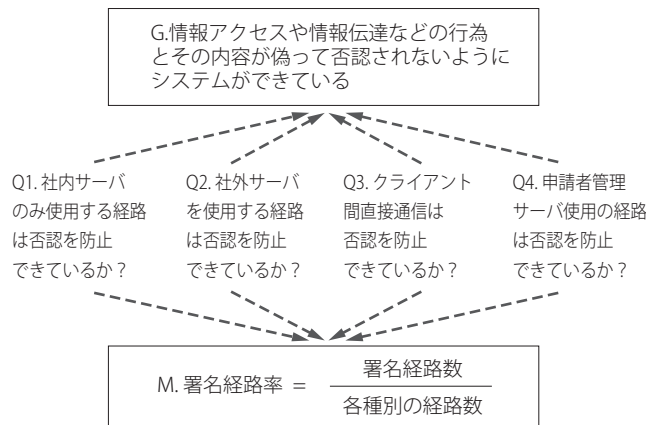 G.情報アクセスや情報伝達などの行為
とその内容が偽って否認されないように
システムができている
Q1. 社内サーバ
のみ使用する経路
は否認を防止
できているか？
Q2. 社外サーバ
を使用する経路
は否認を防止
できているか？
Q3. クライアント
間直接通信は
否認を防止
できているか？
Q4. 申請者管理
サーバ使用の経路
は否認を防止
できているか？
M. 署名経路率 =
署名経路数
各種別の経路数